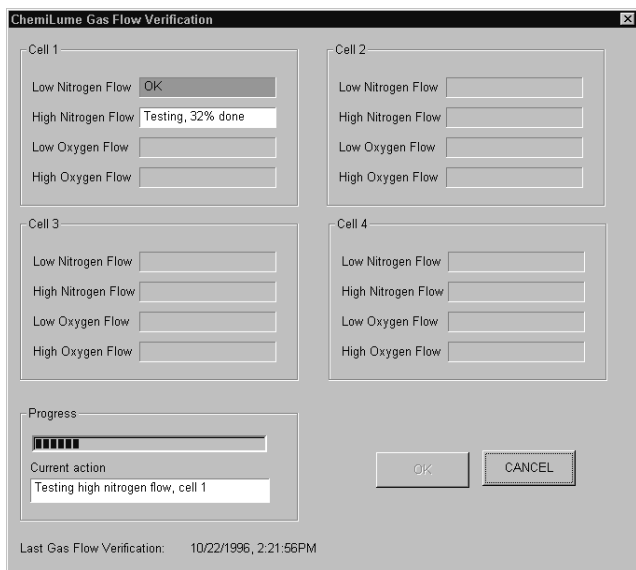 ChemiLume Gas Flow Verification
Cell 1
Low Nitrogen Flow OK
High Nitrogen Flow Testing, 32% done
Low Oxygen Flow
High Oxygen Flow
Cell 2
Low Nitrogen Flow
High Nitrogen Flow
Low Oxygen Flow
High Oxygen Flow
Cell 3
Low Nitrogen Flow
High Nitrogen Flow
Low Oxygen Flow
High Oxygen Flow
Cell 4
Low Nitrogen Flow
High Nitrogen Flow
Low Oxygen Flow
High Oxygen Flow
Progress
Current action
Testing high nitrogen flow, cell 1
OK
CANCEL
Last Gas Flow Verification: 10/22/1996, 2:21:56PM